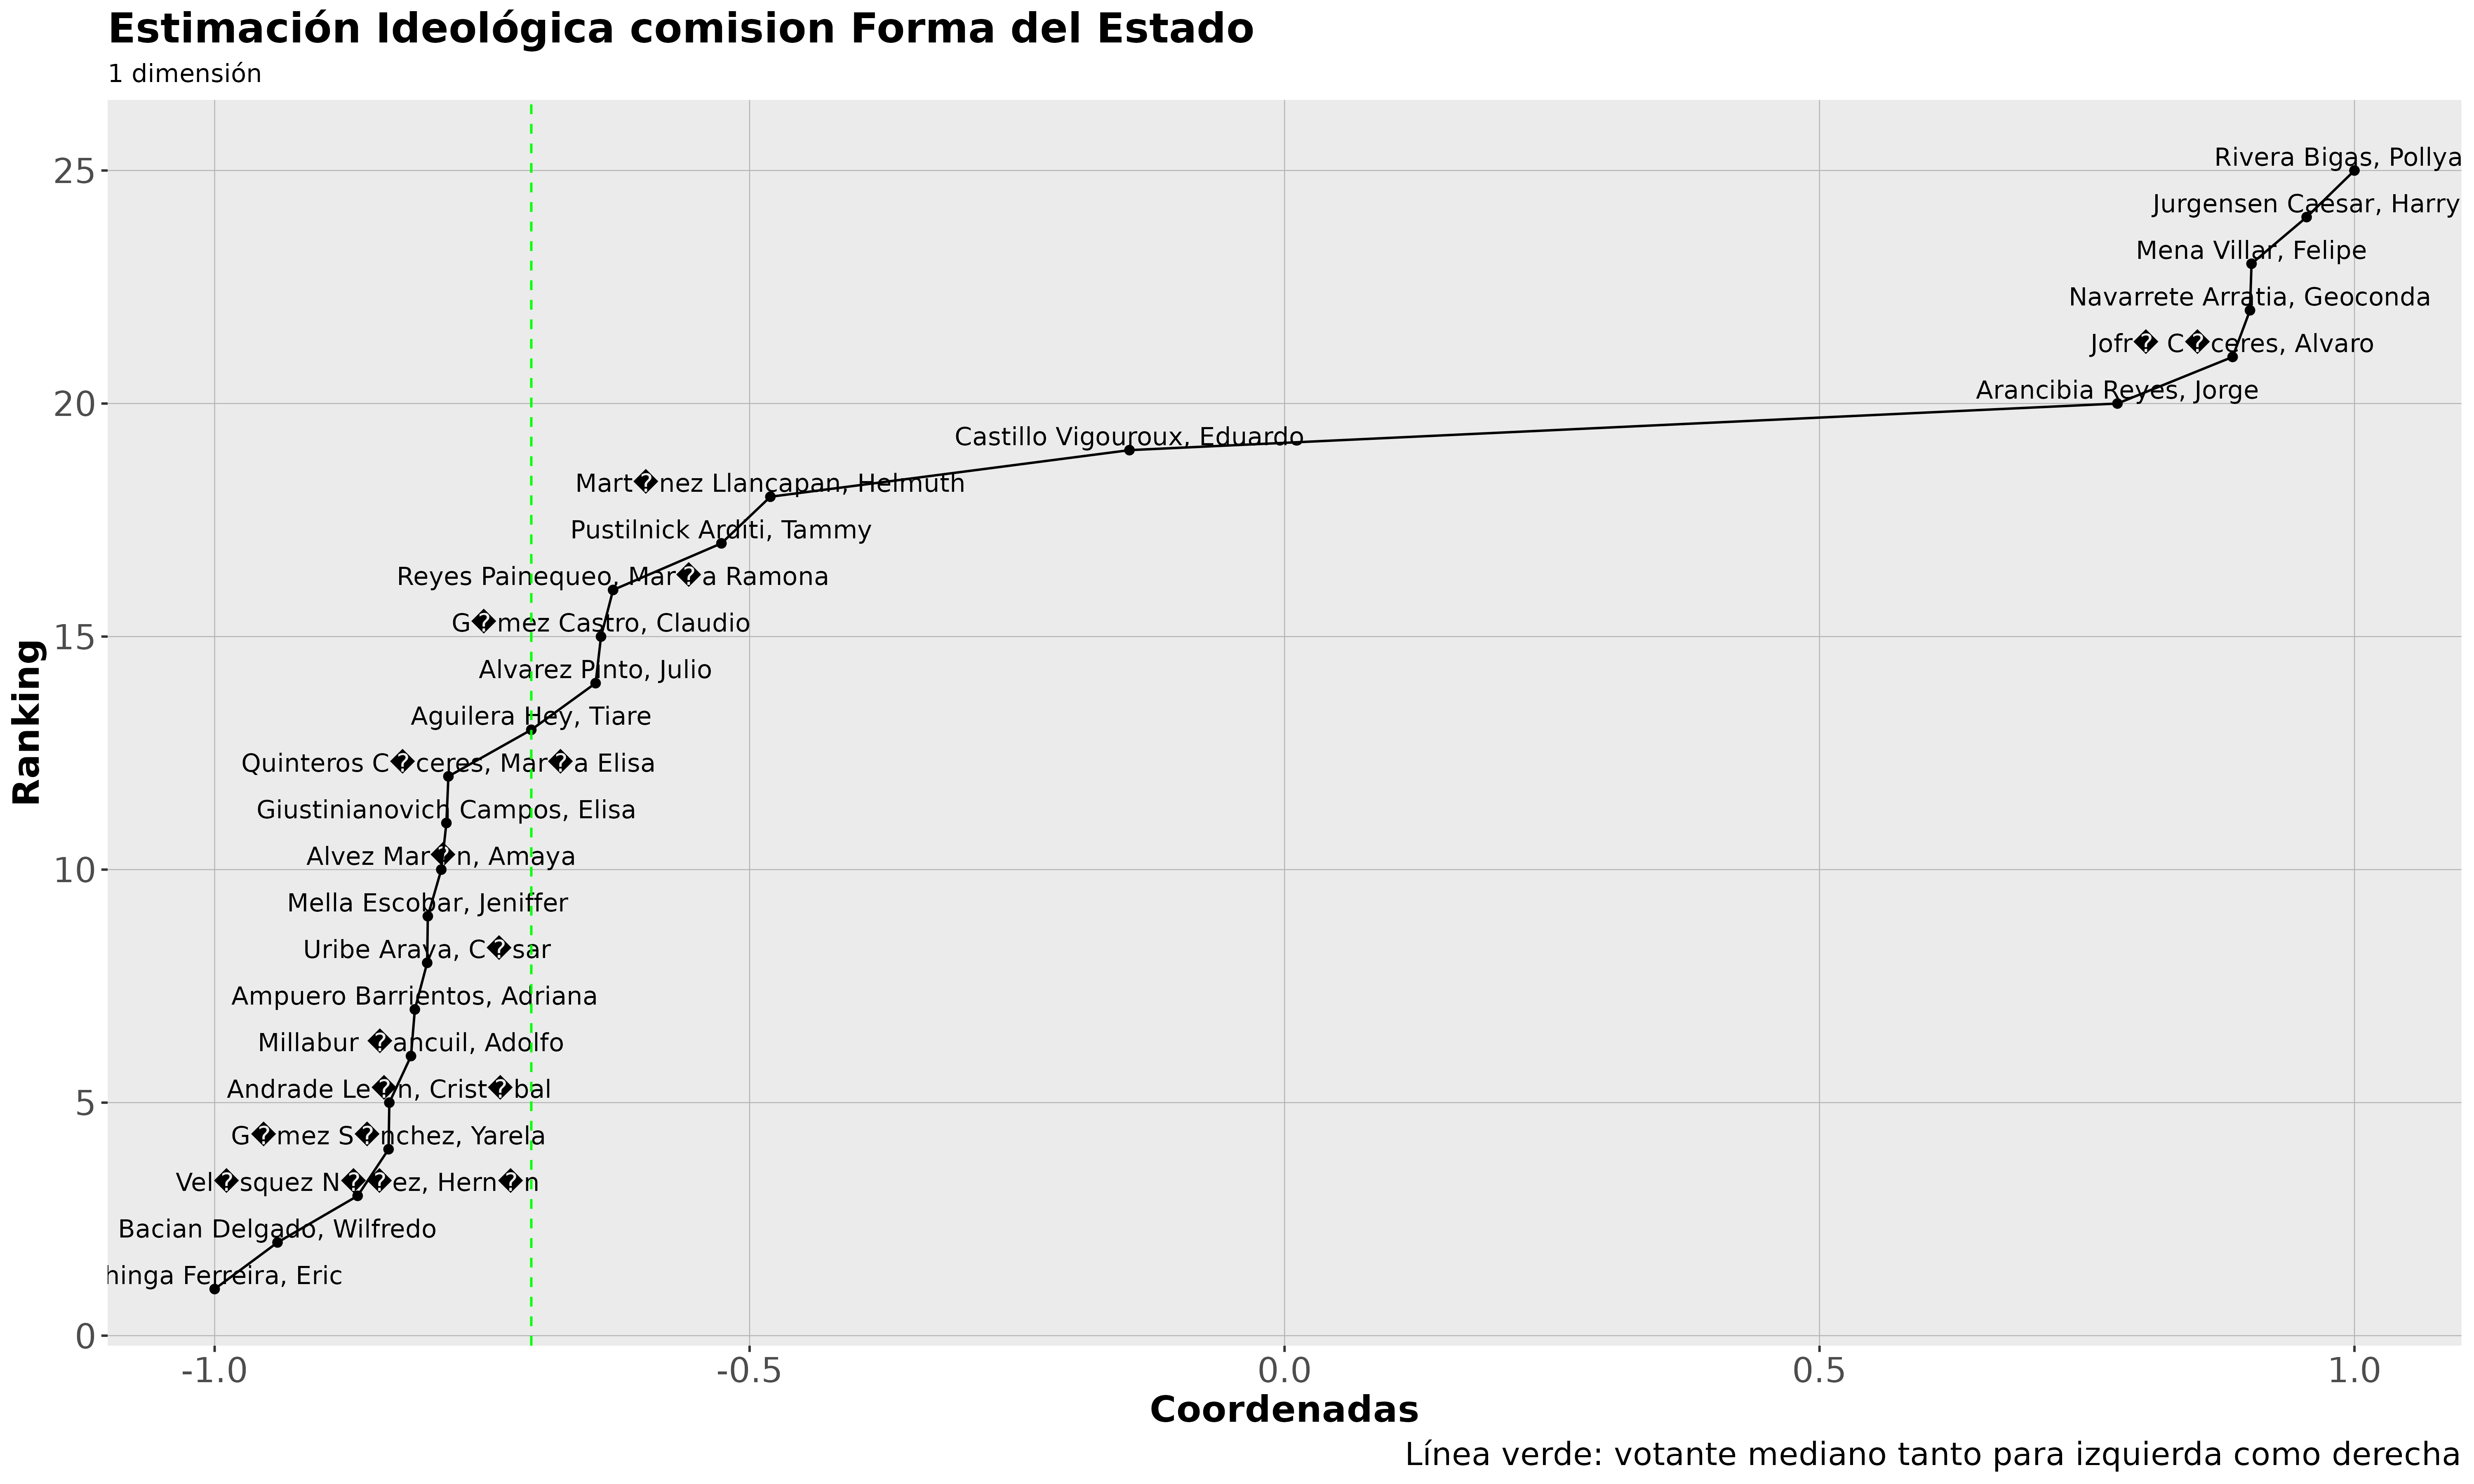 Estimación Ideológica comision Forma del Estado
1 dimensión
Ranking
25
20
15
10
5
0
Rivera Bigas, Pollya
Jurgensen Caesar, Harry
Mena Villar, Felipe
Navarrete Arratia, Geoconda
Jofr� C�ceres, Alvaro
Arancibia Reyes, Jorge
Castillo Vigouroux, Eduardo
Mart�nez Llancapan, Helmuth
Pustilnick Arditi, Tammy
Reyes Painequeo, Mar�a Ramona
G�mez Castro, Claudio
Alvarez Pinto, Julio
Aguilera Hey, Tiare
Quinteros C�ceres, Mar�a Elisa
Giustinianovich Campos, Elisa
Alvez Mar�n, Amaya
Mella Escobar, Jeniffer
Uribe Araya, C�sar
Ampuero Barrientos, Adriana
Millabur �ancuil, Adolfo
Andrade Le�n, Crist�bal
G�mez S�nchez, Yarela
Vel�squez N��ez, Hern�n
Bacian Delgado, Wilfredo
hinga Ferreira, Eric
-1.0 -0.5 0.0 0.5 1.0
Coordenadas
Línea verde: votante mediano tanto para izquierda como derecha